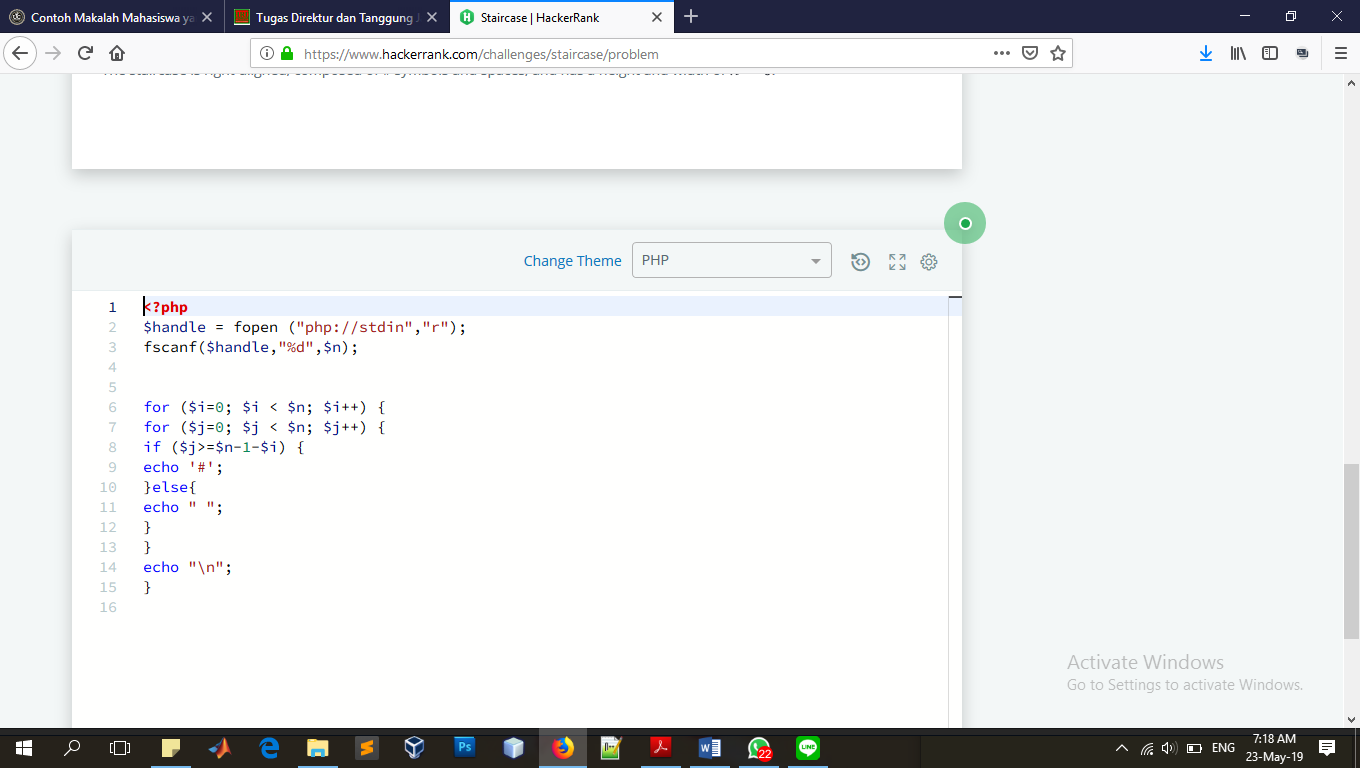 Contoh Makalah Mahasiswa ya
Tugas Direktur dan Tanggung J
Staircase | HackerRank
https://www.hackerrank.com/challenges/staircase/problem
Change Theme
PHP
1 <?php
2 $handle = fopen ("php://stdin","r");
3 fscanf($handle,"%d",$n);
4
5
6 for ($i=0; $i < $n; $i++) {
7 for ($j=0; $j < $n; $j++) {
8 if ($j>=$n-1-$i) {
9 echo '#';
10 }else{
11 echo " ";
12 }
13 }
14 echo "\n";
15 }
16
Activate Windows
Go to Settings to activate Windows.
Ps
22
LINE
ENG
7:18 AM
23-May-19